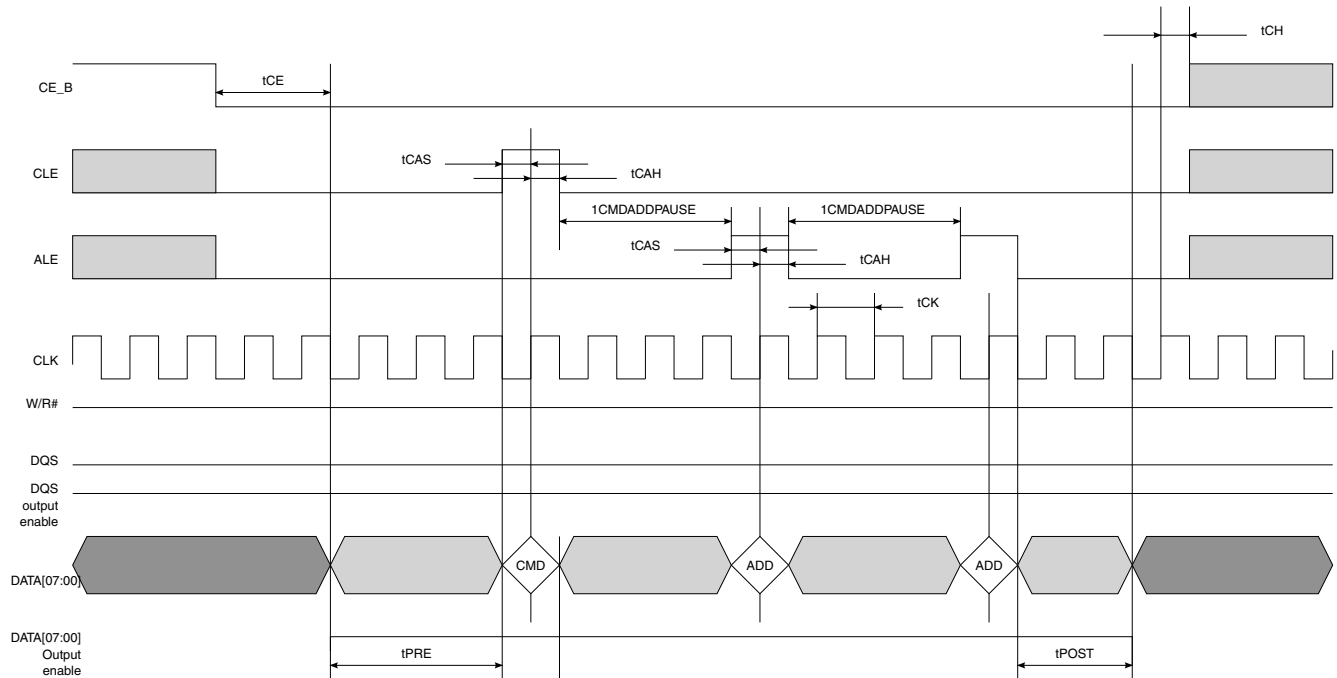 tCH
CE_B
tCE
CLE
tCAS
tCAH
1CMDADDPAUSE
1CMDADDPAUSE
ALE
tCAS
tCAH
tCK
CLK
W/R#
DQS
DQS
output
enable
DATA[07:00]
CMD
ADD
ADD
DATA[07:00]
Output
enable
tPRE
tPOST